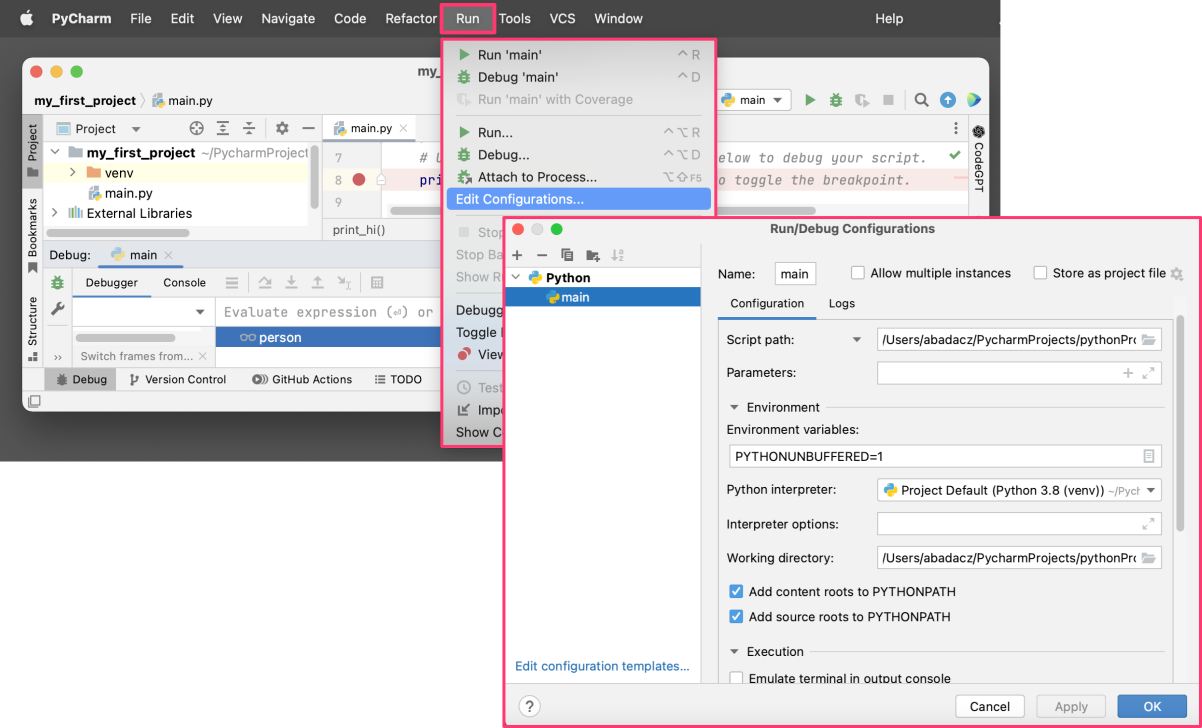 PyCharm File Edit View Navigate Code Refactor Run Tools VCS Window Help
my_
my_first_project main.py
main
Project
my_first_project ~/PycharmProject
venv
main.py
External Libraries
Project
Bookmarks
Structure
main.py
7 # U
elow to debug your script.
8 pri
o toggle the breakpoint.
9
print_hi()
CodeGPT
Debug: main
Debugger Console
Evaluate expression (⏎) or
person
Switch frames from...
Debug Version Control GitHub Actions TODO
Run 'main' ^ R
Debug 'main' ^ D
Run 'main' with Coverage
Run... ^⌥ R
Debug... ^⌥ D
Attach to Process... ⌥⇧F5
Edit Configurations...
Stop
Stop Ba
Show R
Debugg
Toggle
View
Test
Impo
Show C
Run/Debug Configurations
Python
main
Edit configuration templates...
Name: main Allow multiple instances Store as project file
Configuration Logs
Script path: /Users/abadacz/PycharmProjects/pythonPro
Parameters:
Environment
Environment variables:
PYTHONUNBUFFERED=1
Python interpreter: Project Default (Python 3.8 (venv)) ~/Pych
Interpreter options:
Working directory: /Users/abadacz/PycharmProjects/pythonPro
Add content roots to PYTHONPATH
Add source roots to PYTHONPATH
Execution
Emulate terminal in output console
? Cancel Apply OK